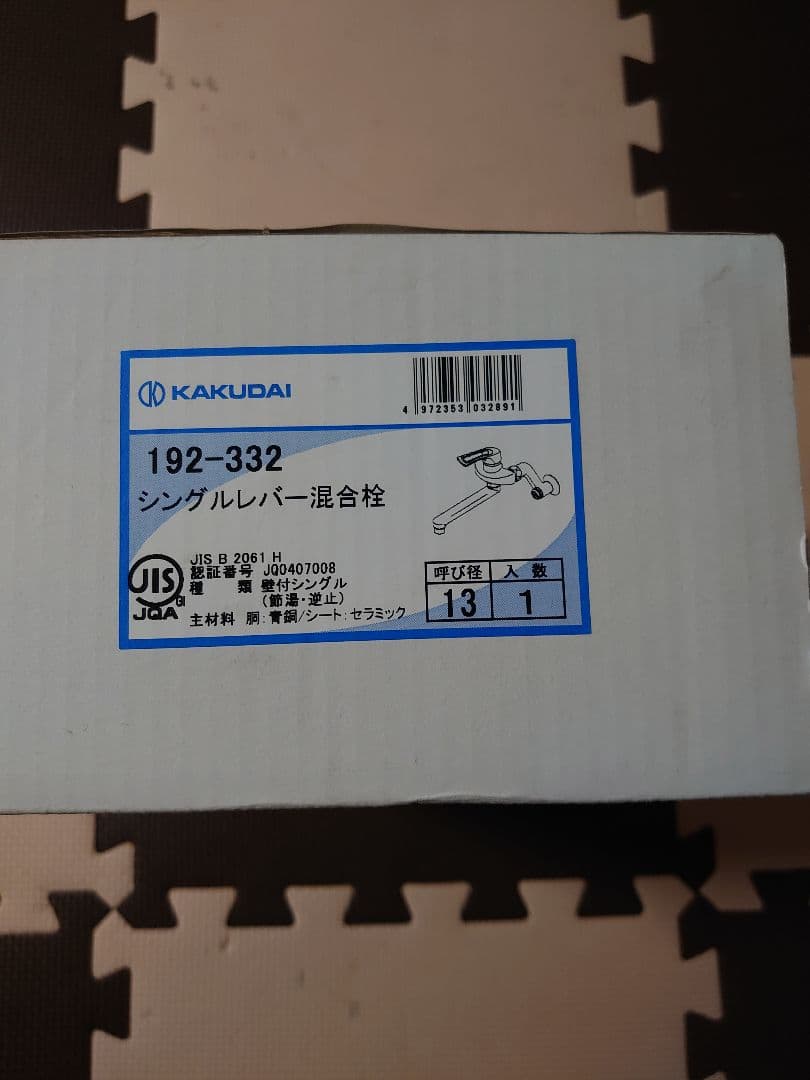 KAKUDAI
4 972353 032891
192-332
シングルレバー混合栓
JIS
JQA
JIS B 2061 H
認証番号 JQ0407008
種 類 壁付シングル
(節湯・逆止)
主材料 胴:青銅/シート:セラミック
呼び径 入数
13 1